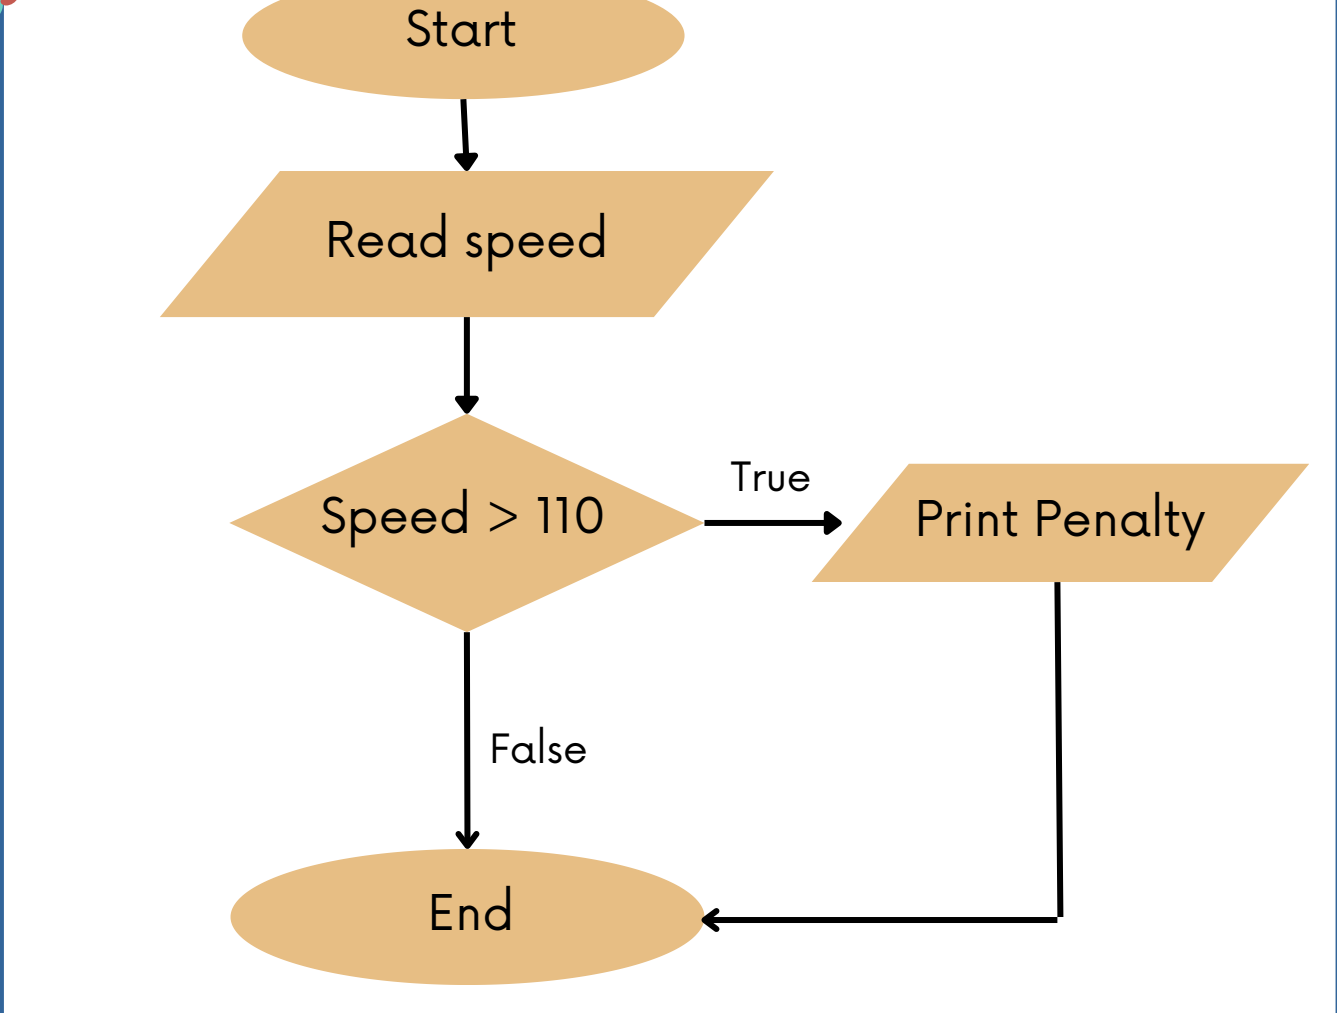 Start
Read speed
Speed > 110
True
Print Penalty
False
End